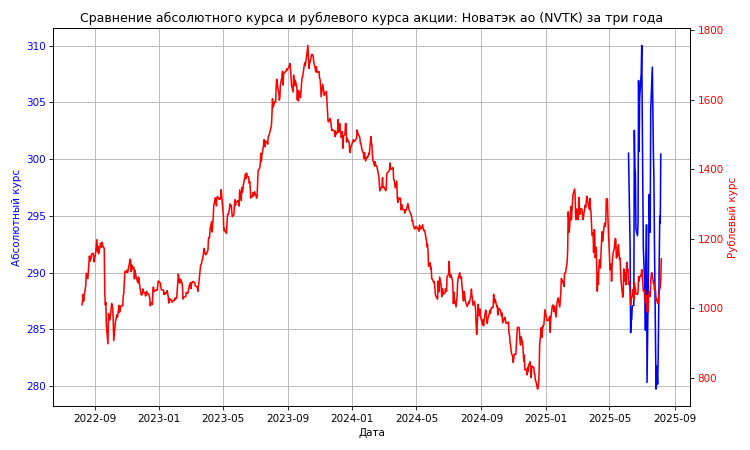 Сравнение абсолютного курса и рублевого курса акции: Новатэк ао (NVTK) за три года
310
305
300
295
290
285
280
Абсолютный курс
1800
1600
1400
1200
1000
800
Рублевый курс
2022-09 2023-01 2023-05 2023-09 2024-01 2024-05 2024-09 2025-01 2025-05 2025-09
Дата